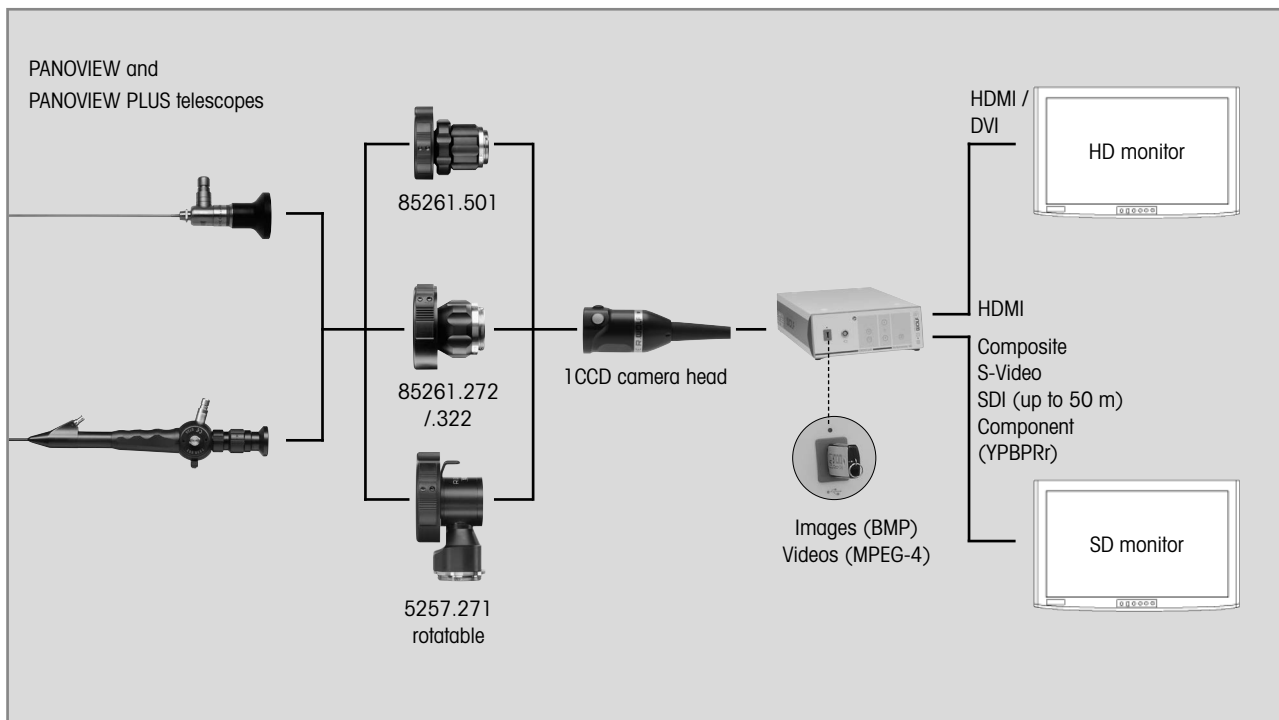 PANOVIEW and
PANOVIEW PLUS telescopes
85261.501
85261.272
/.322
5257.271
rotatable
1CCD camera head
Images (BMP)
Videos (MPEG-4)
HDMI /
DVI
HD monitor
HDMI
Composite
S-Video
SDI (up to 50 m)
Component
(YPBPRr)
SD monitor